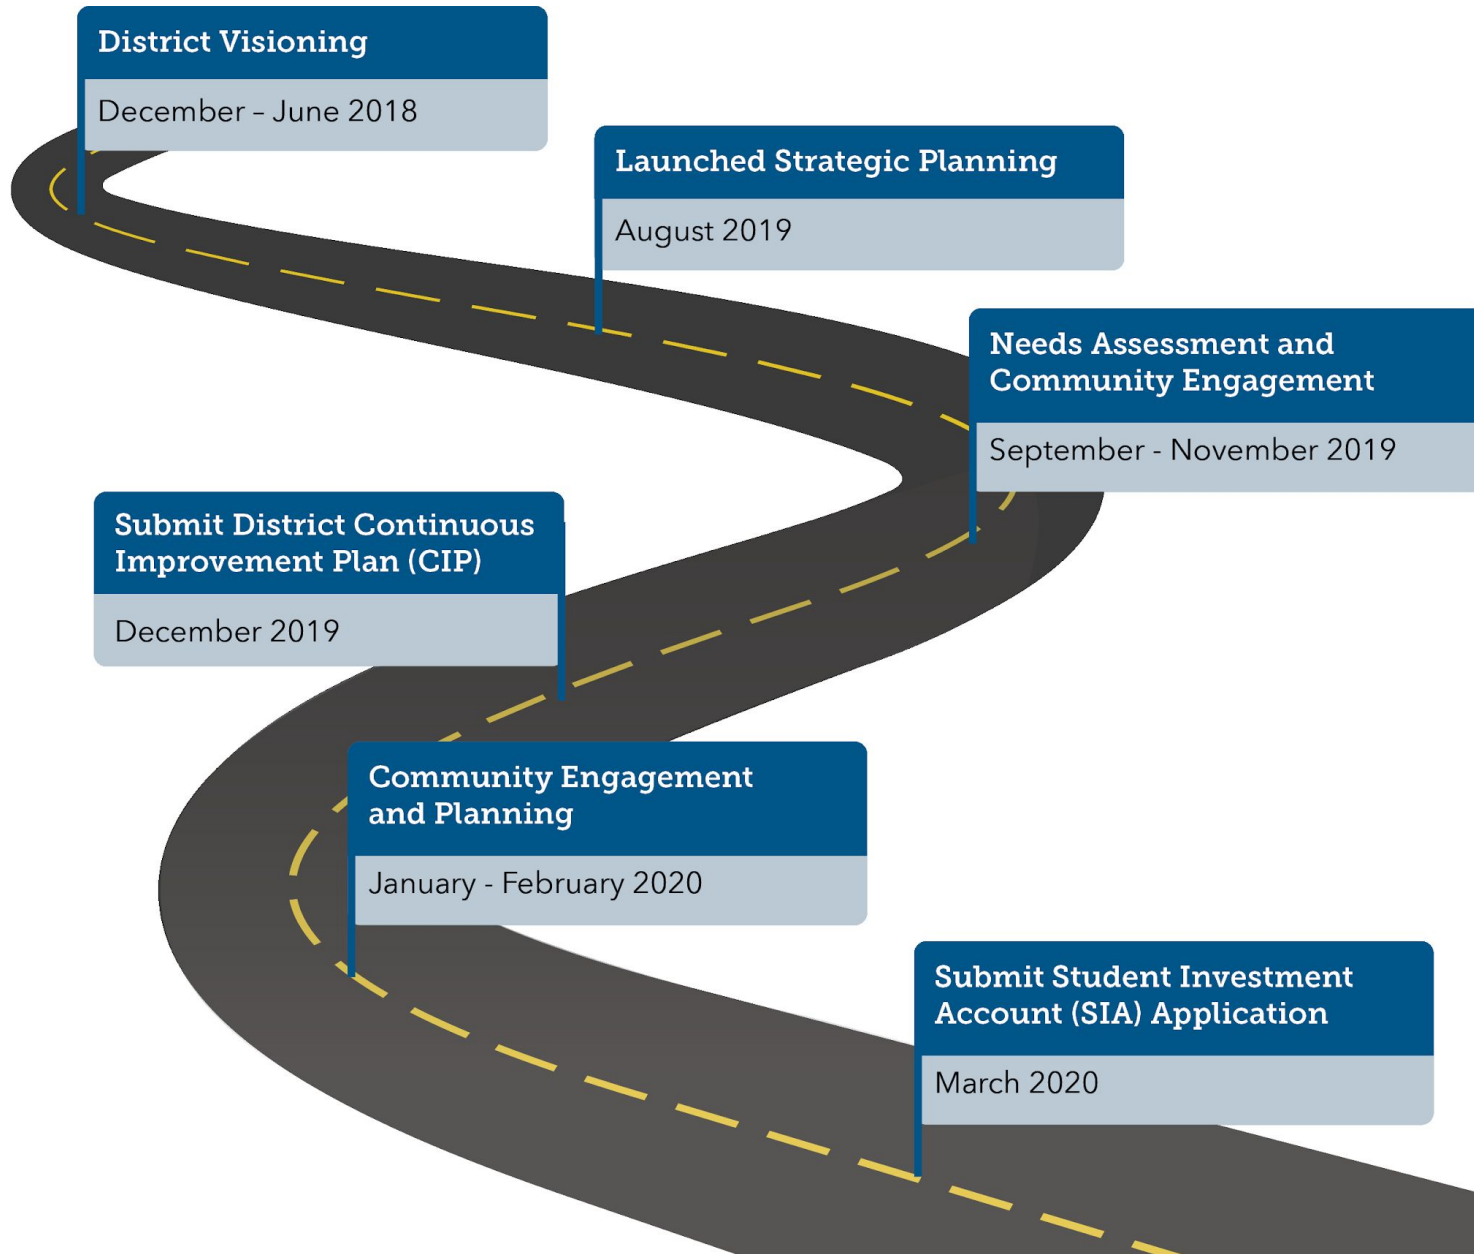 District Visioning
December – June 2018
Launched Strategic Planning
August 2019
Needs Assessment and
Community Engagement
September - November 2019
Submit District Continuous
Improvement Plan (CIP)
December 2019
Community Engagement
and Planning
January - February 2020
Submit Student Investment
Account (SIA) Application
March 2020